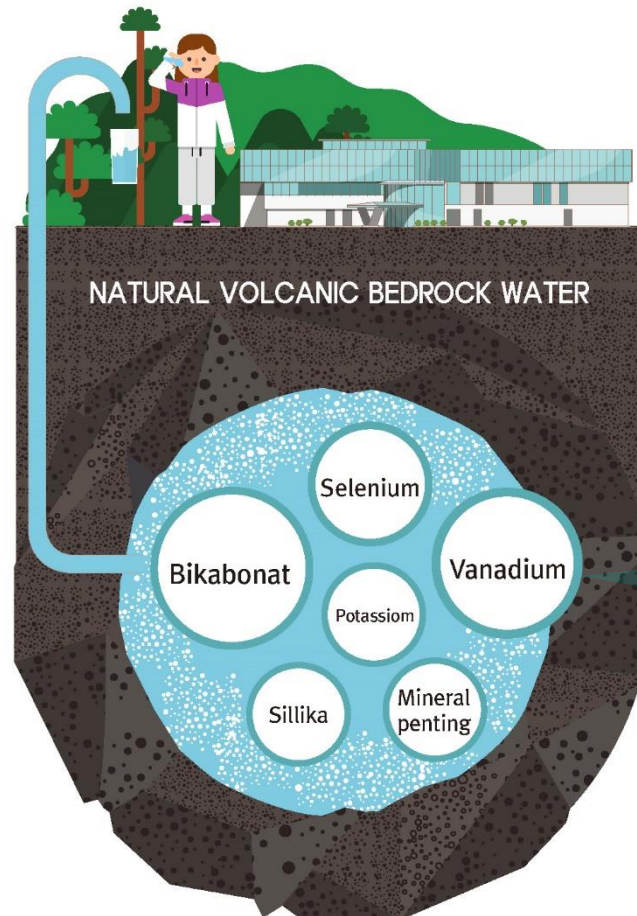 NATURAL VOLCANIC BEDROCK WATER
Selenium
Bikabonat
Vanadium
Potassiom
Sillika
Mineral
penting